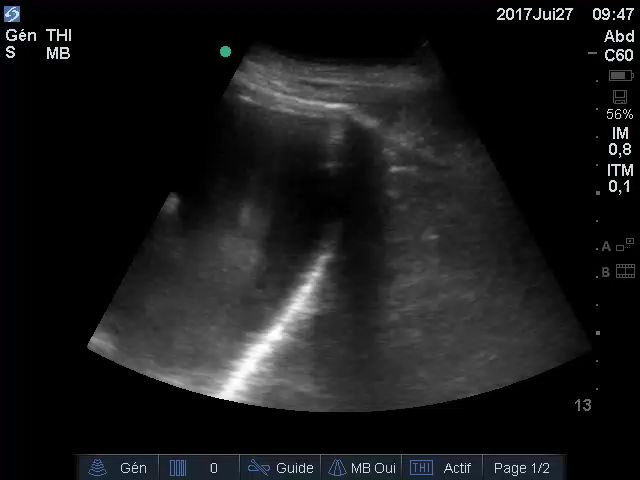 2017Jui27 09:47
Gén THI
S MB
Abd
C60
56%
IM
0,8
ITM
0,1
A
B
13
Gén 0 Guide MB Oui THI Actif Page 1/2